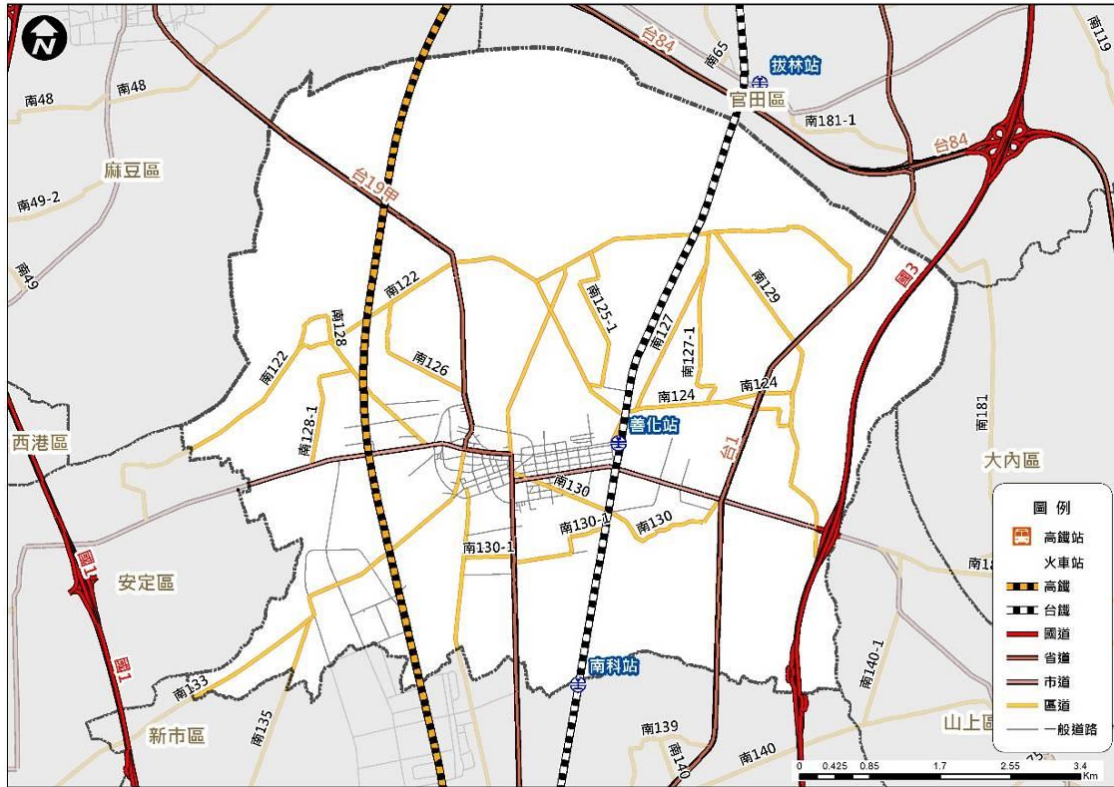 N
台84
南65
拔林站
南119
官田區
南48
南48
南181-1
台84
麻豆區
台19甲
南49-2
國3
南49
南122
南125-1
南129
南128
南127
南127-1
南122
南126
南124
南124
南128-1
善化站
南181
西港區
台1
大內區
南130
南130-1
南130
南130-1
國1
安定區
南18
國1
南科站
南140-1
南133
南135
新市區
南139
南140
南140
山上區
圖 例
高鐵站
火車站
高鐵
台鐵
國道
省道
市道
區道
一般道路
0 0.425 0.85 1.7 2.55 3.4
Km